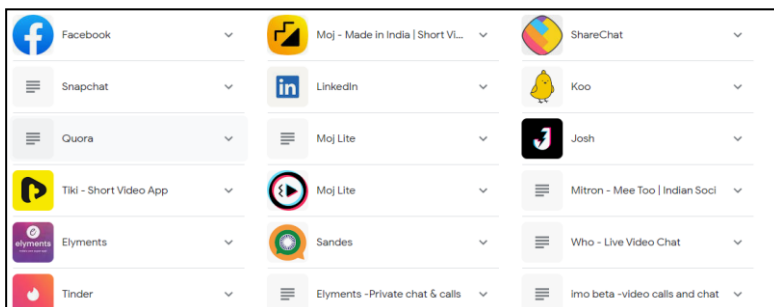 Facebook
Moj - Made in India | Short Vi...
ShareChat
Snapchat
in
LinkedIn
Koo
Quora
Moj Lite
Josh
Tiki - Short Video App
Moj Lite
Mitron - Mee Too | Indian Soci
elyments
Elyments
Sandes
Who - Live Video Chat
Tinder
Elyments -Private chat & calls
imo beta -video calls and chat